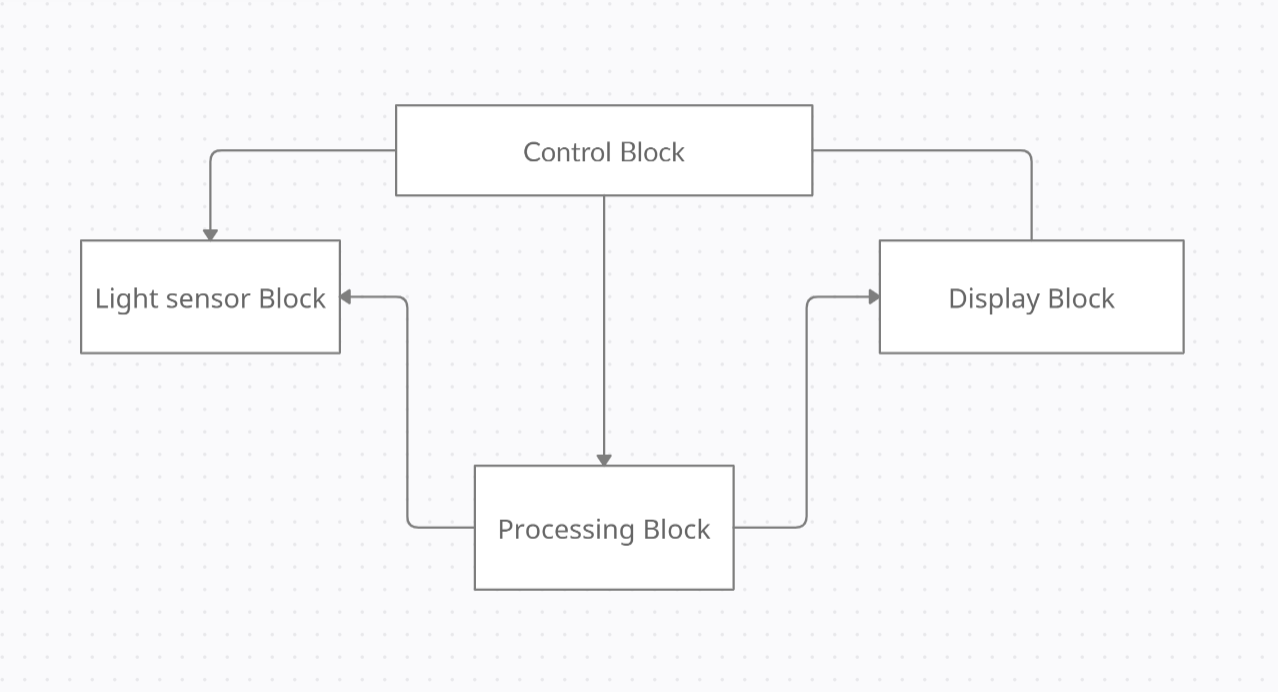 Control Block
Light sensor Block
Display Block
Processing Block